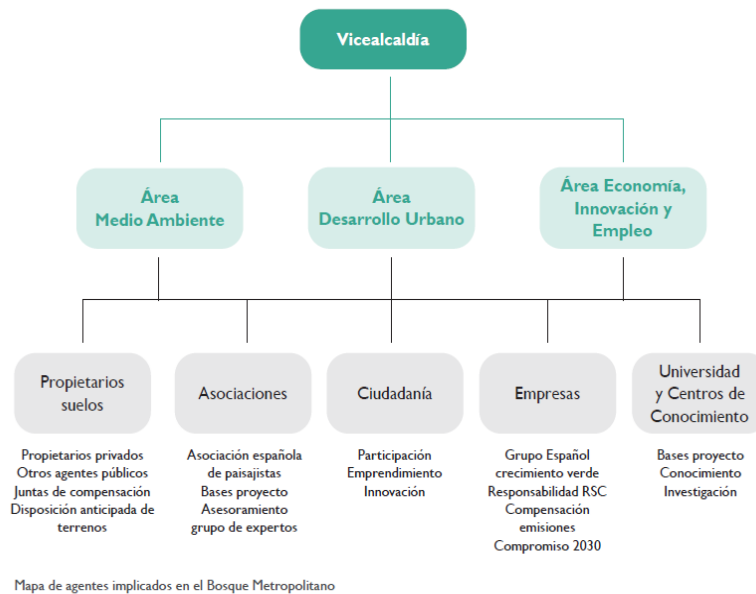 Vicealcaldía
Área
Medio Ambiente
Área
Desarrollo Urbano
Área Economía,
Innovación y
Empleo
Propietarios
suelos
Asociaciones
Ciudadanía
Empresas
Universidad
y Centros de
Conocimiento
Propietarios privados
Otros agentes públicos
Juntas de compensación
Disposición anticipada de
terrenos
Asociación española
de paisajistas
Bases proyecto
Asesoramiento
grupo de expertos
Participación
Emprendimiento
Innovación
Grupo Español
crecimiento verde
Responsabilidad RSC
Compensación
emisiones
Compromiso 2030
Bases proyecto
Conocimiento
Investigación
Mapa de agentes implicados en el Bosque Metropolitano